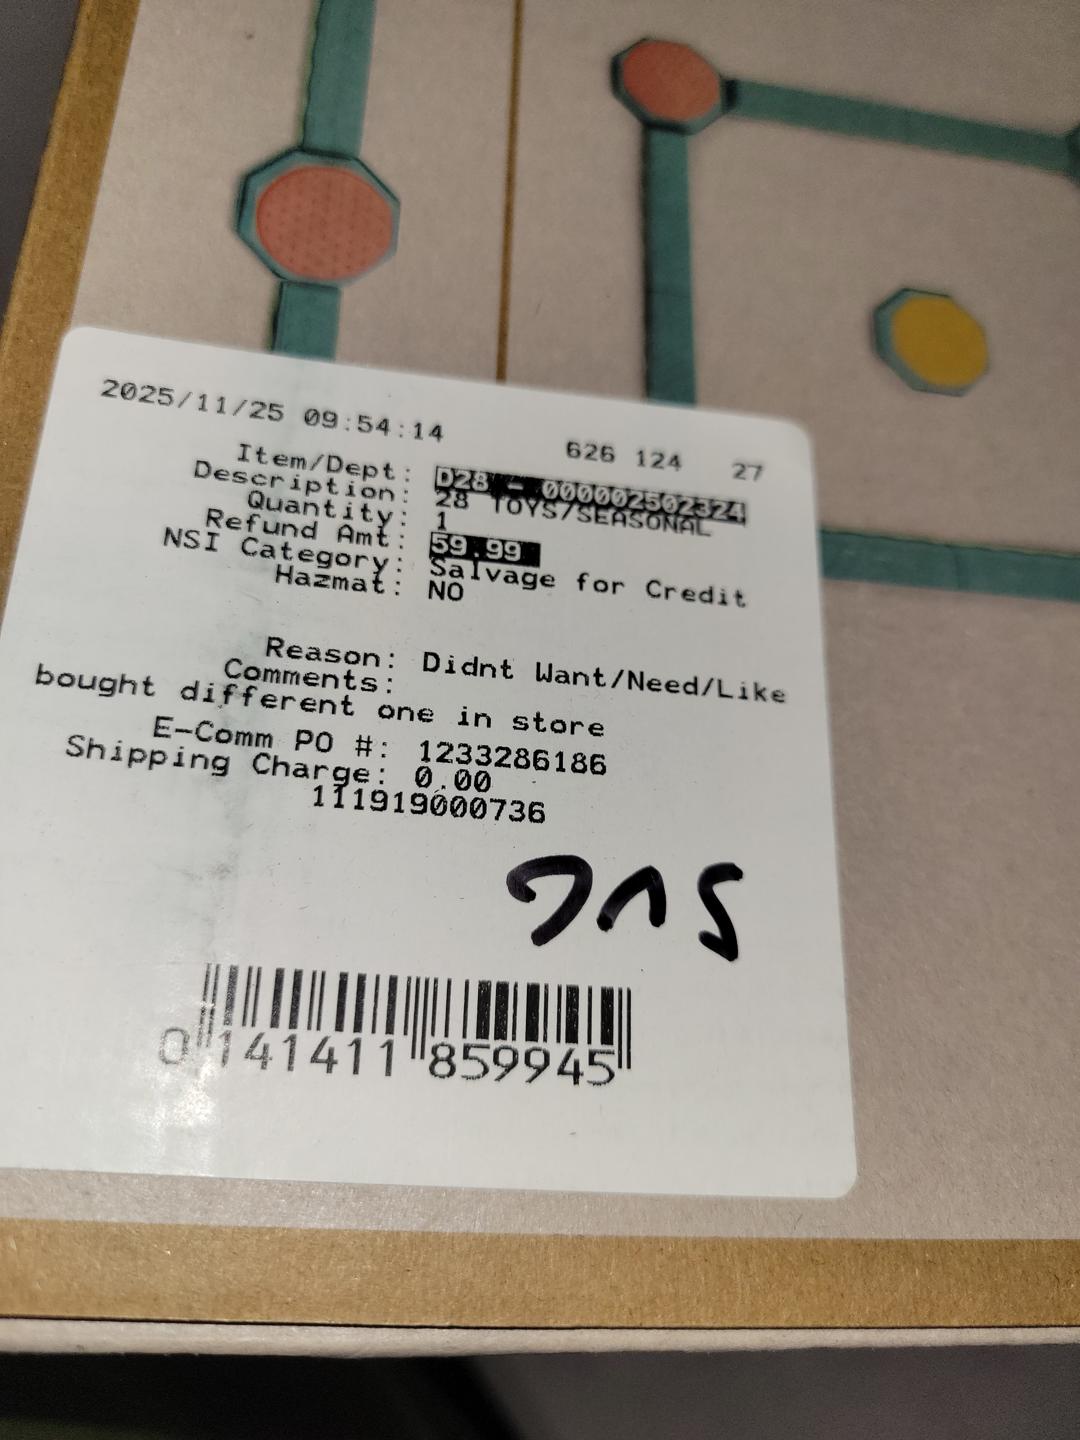 2025/11/25 09:54:14 626 124 27
Item/Dept: D28 - 000002502324
Description: 28 TOYS/SEASONAL
Quantity: 1
Refund Amt: 59.99
NSI Category: Salvage for Credit
Hazmat: NO
Reason: Didnt Want/Need/Like
Comments:
bought different one in store
E-Comm PO #: 1233286186
Shipping Charge: 0.00
111919000736
0 141411 859945